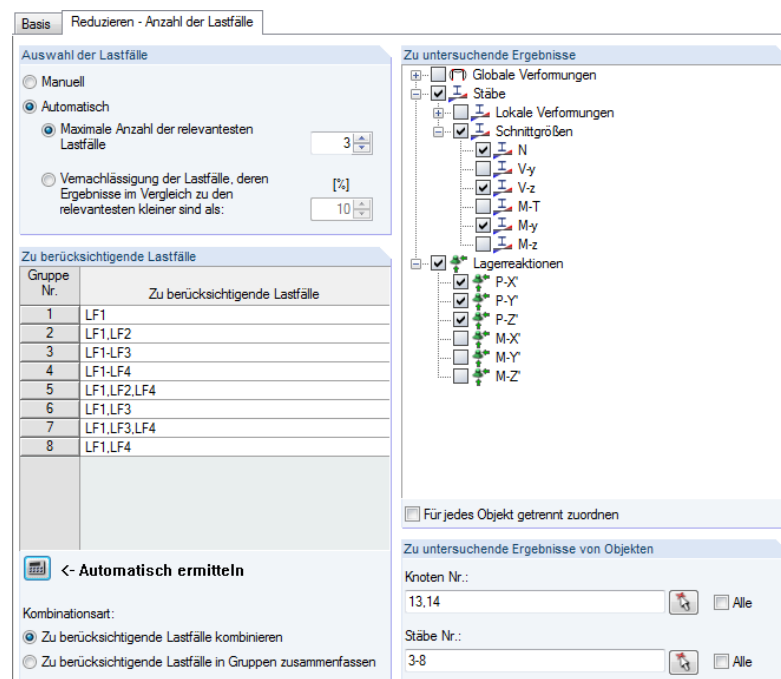 Basis
Reduzieren - Anzahl der Lastfälle
Auswahl der Lastfälle
Manuell
Automatisch
Maximale Anzahl der relevantesten
Lastfälle
3
Vernachlässigung der Lastfälle, deren
Ergebnisse im Vergleich zu den
relevantesten kleiner sind als:
[%]
10
Zu berücksichtigende Lastfälle
Gruppe
Nr.
Zu berücksichtigende Lastfälle
1 LF1
2 LF1,LF2
3 LF1-LF3
4 LF1-LF4
5 LF1,LF2,LF4
6 LF1,LF3
7 LF1,LF3,LF4
8 LF1,LF4
<- Automatisch ermitteln
Kombinationsart:
Zu berücksichtigende Lastfälle kombinieren
Zu berücksichtigende Lastfälle in Gruppen zusammenfassen
Zu untersuchende Ergebnisse
Globale Verformungen
Stäbe
Lokale Verformungen
Schnittgrößen
N
V-y
V-z
M-T
M-y
M-z
Lagerreaktionen
P-X'
P-Y'
P-Z'
M-X'
M-Y'
M-Z'
Für jedes Objekt getrennt zuordnen
Zu untersuchende Ergebnisse von Objekten
Knoten Nr.:
13,14
Alle
Stäbe Nr.:
3-8
Alle